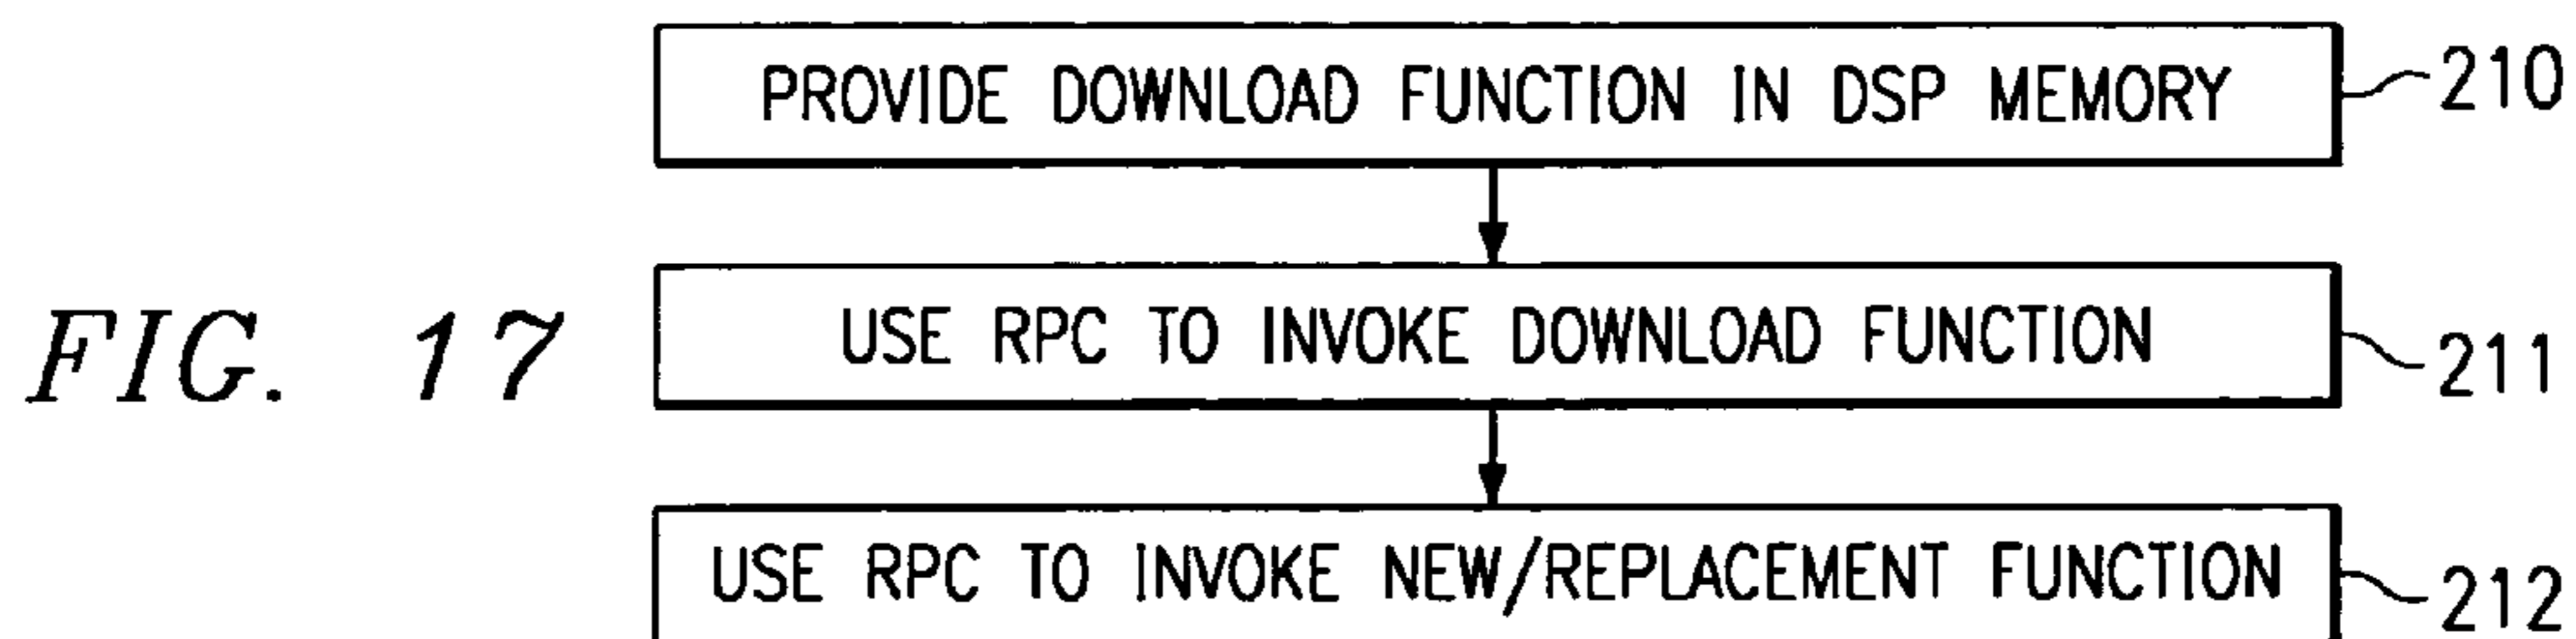 PROVIDE DOWNLOAD FUNCTION IN DSP MEMORY 210
USE RPC TO INVOKE DOWNLOAD FUNCTION 211
FIG. 17
USE RPC TO INVOKE NEW/REPLACEMENT FUNCTION 212